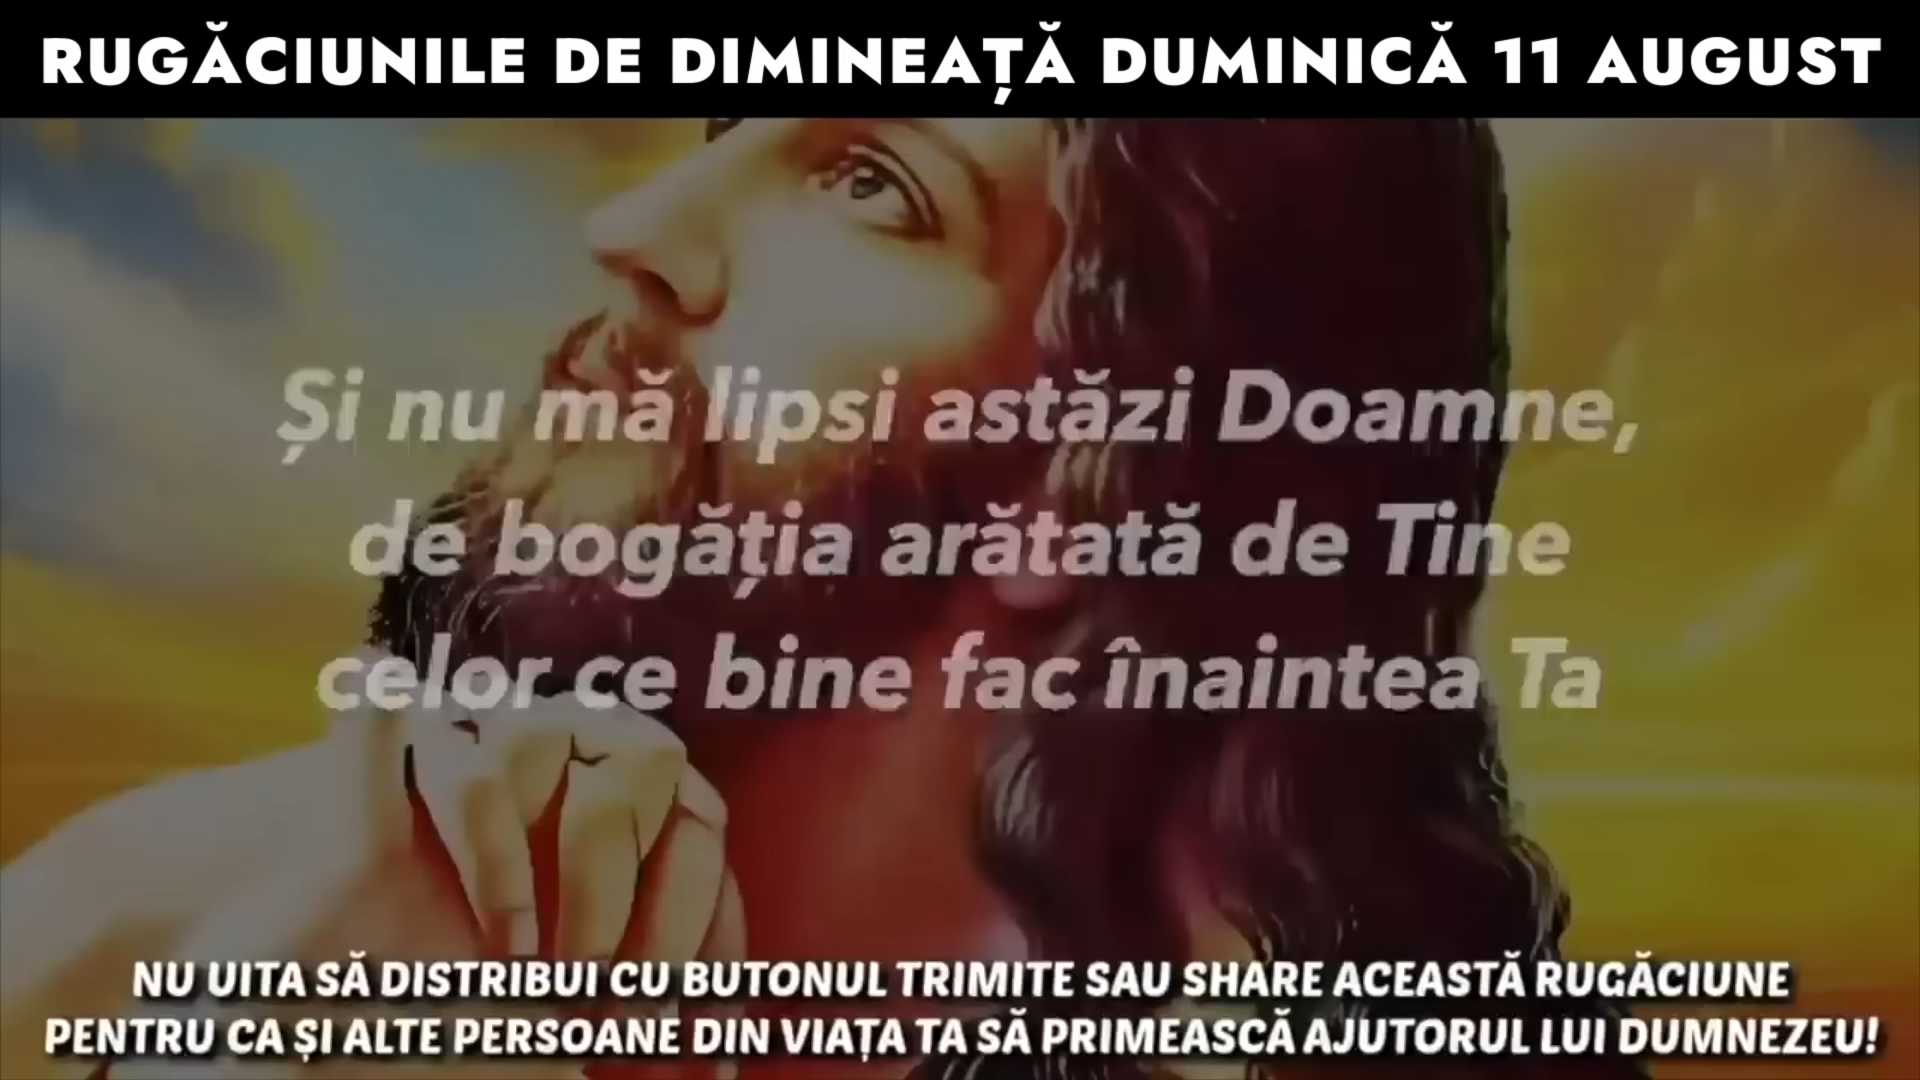 RUGĂCIUNILE DE DIMINEAȚĂ DUMINICĂ 11 AUGUST
Și nu mă lipsi astăzi Doamne,
de bogăția arătată de Tine
celor ce bine fac înaintea Ta
NU UITA SĂ DISTRIBUI CU BUTONUL TRIMITE SAU SHARE ACEASTĂ RUGĂCIUNE
PENTRU CA ȘI ALTE PERSOANE DIN VIAȚA TA SĂ PRIMEASCĂ AJUTORUL LUI DUMNEZEU!